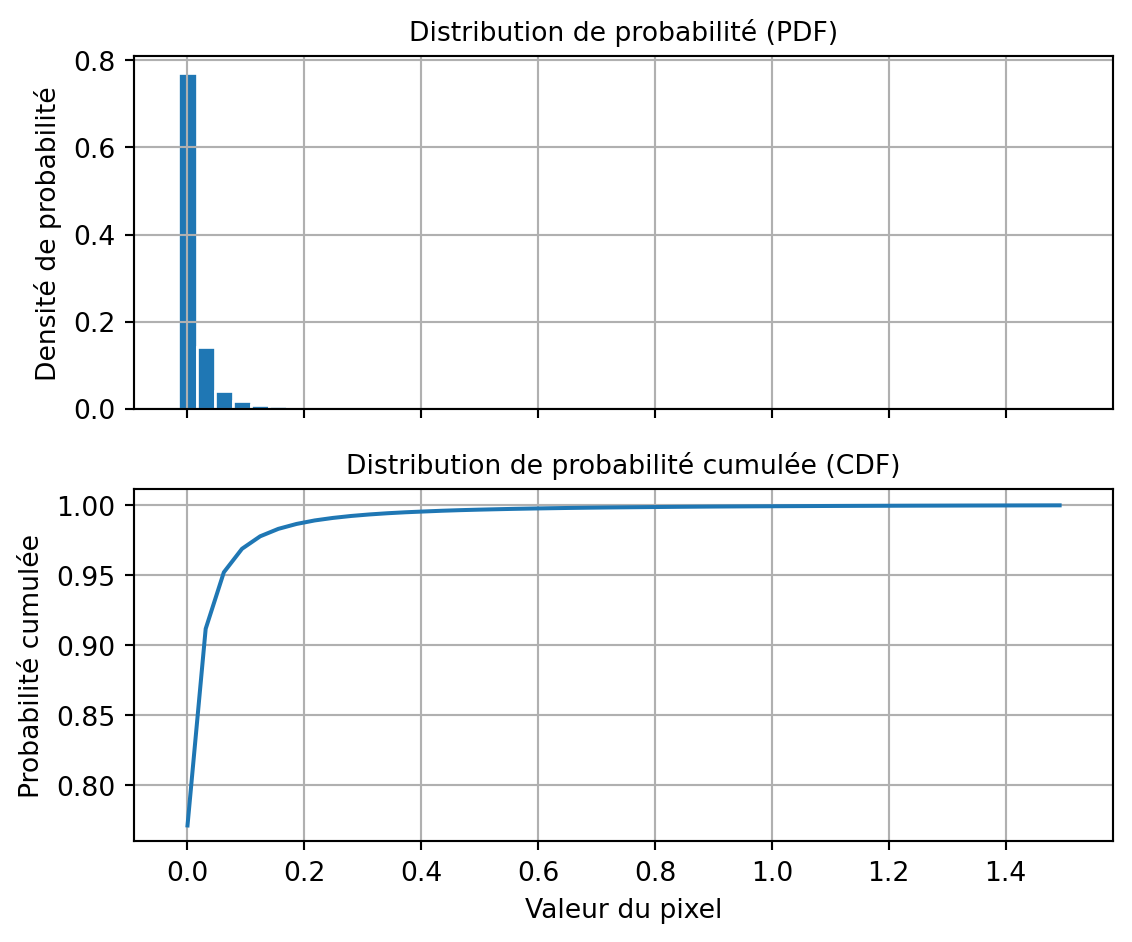 Distribution de probabilité (PDF)
Densité de probabilité
0.8
0.6
0.4
0.2
0.0
Distribution de probabilité cumulée (CDF)
Probabilité cumulée
1.00
0.95
0.90
0.85
0.80
0.0 0.2 0.4 0.6 0.8 1.0 1.2 1.4
Valeur du pixel